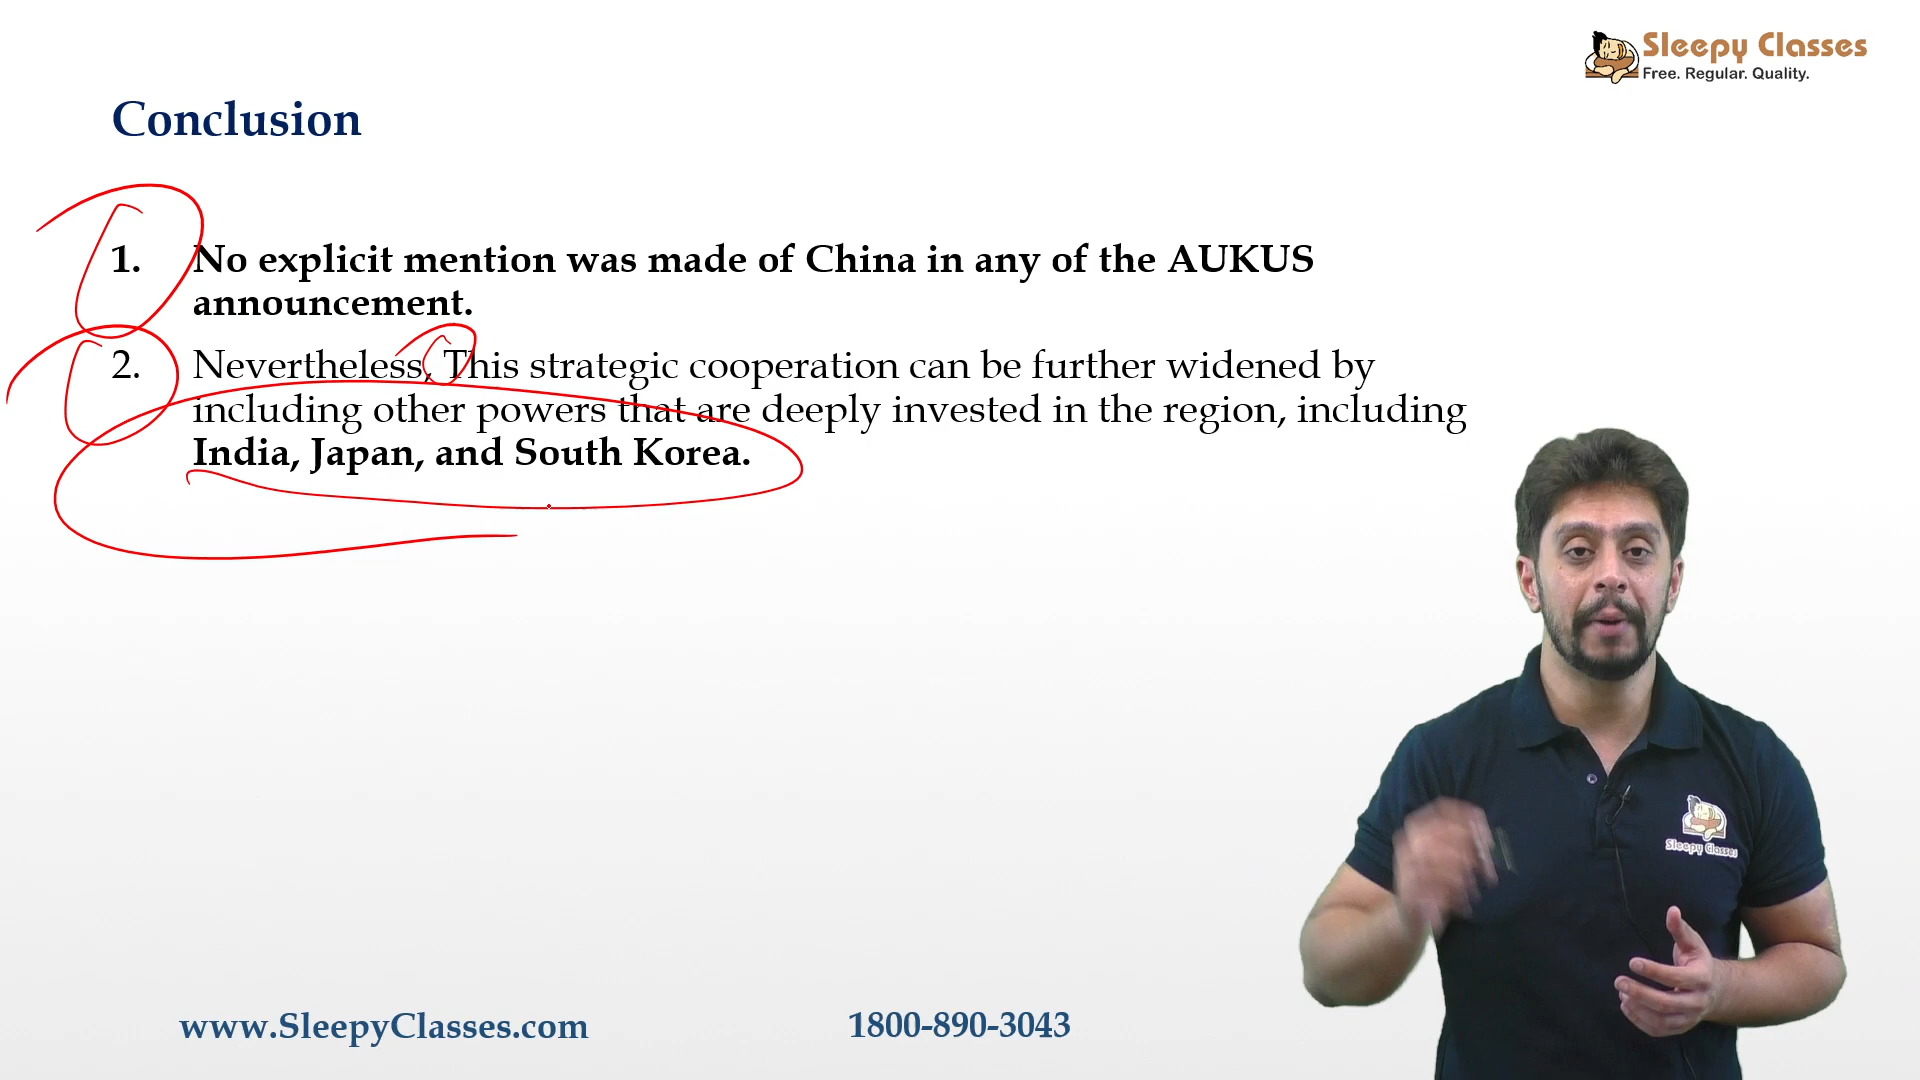 Sleepy Classes
Free. Regular. Quality.
Conclusion
1. No explicit mention was made of China in any of the AUKUS
announcement.
2. Nevertheless, This strategic cooperation can be further widened by
including other powers that are deeply invested in the region, including
India, Japan, and South Korea.
Sleepy Classes
www.SleepyClasses.com
1800-890-3043